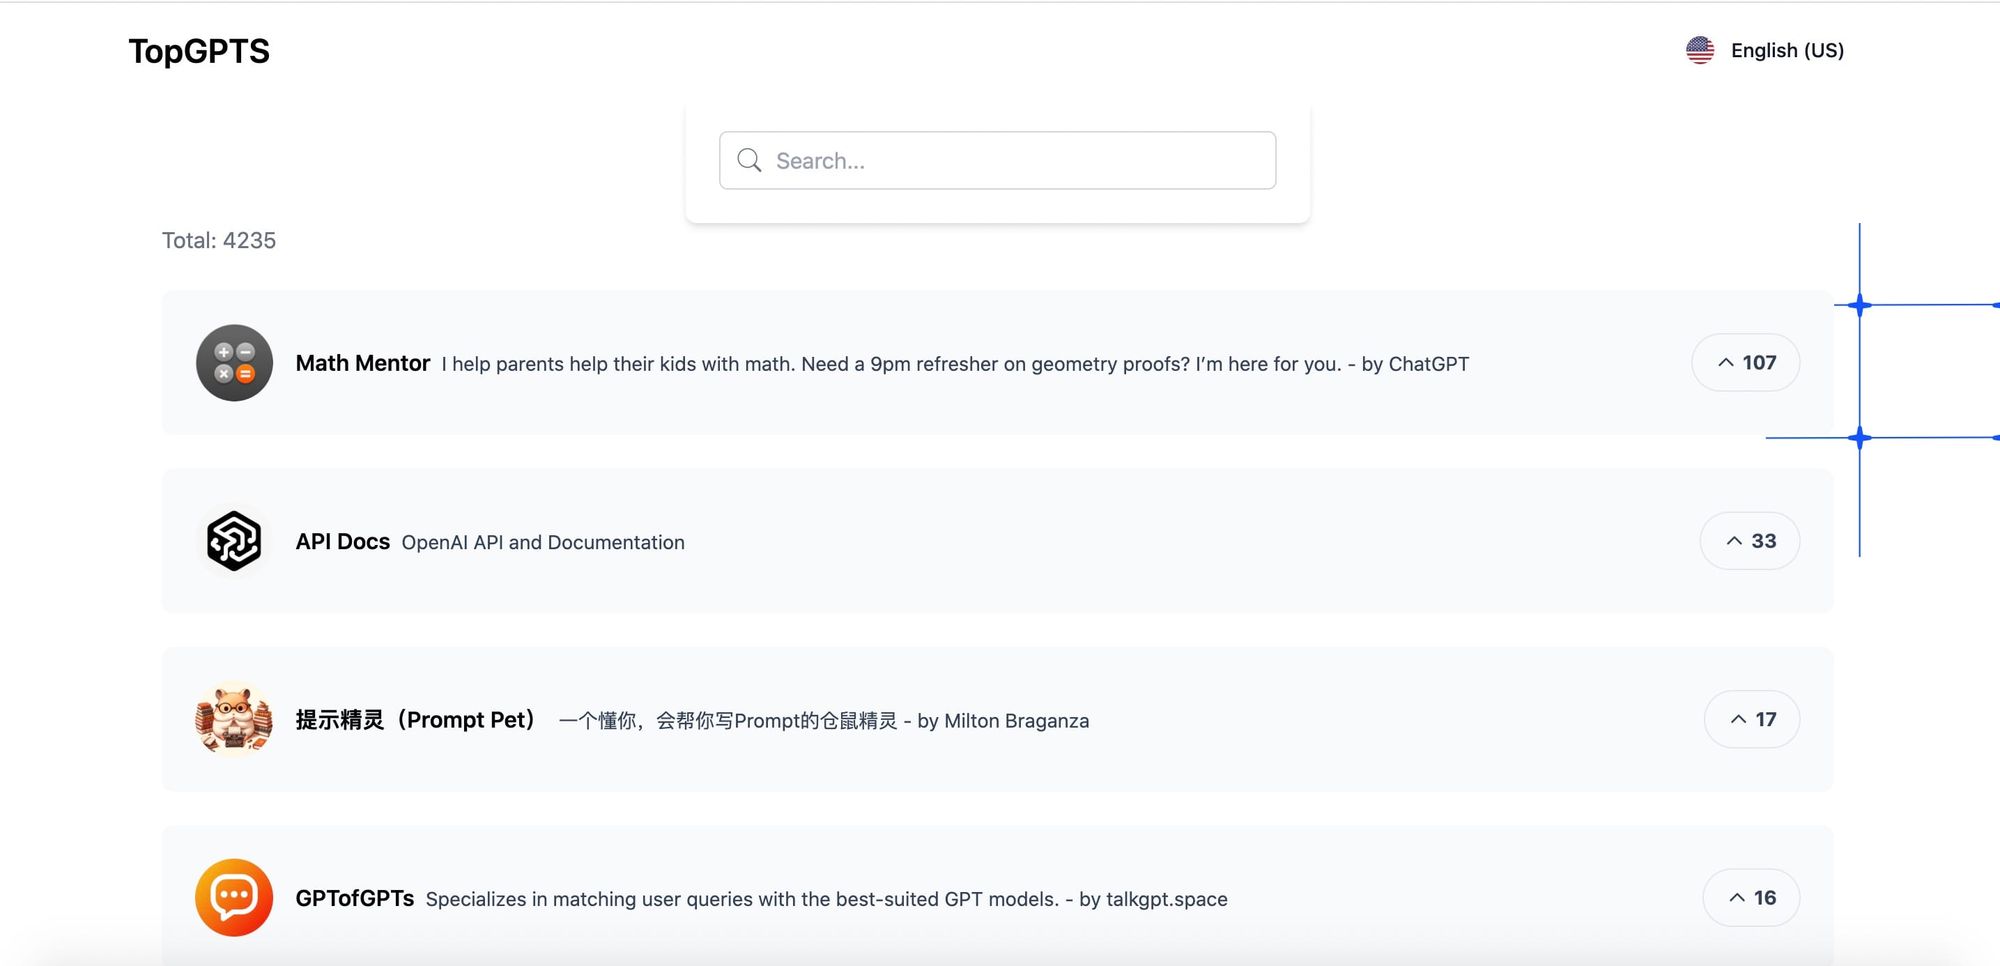 TopGPTS
English (US)
Search...
Total: 4235
Math Mentor I help parents help their kids with math. Need a 9pm refresher on geometry proofs? I’m here for you. - by ChatGPT
107
API Docs OpenAI API and Documentation
33
提示精灵（Prompt Pet） 一个懂你，会帮你写Prompt的仓鼠精灵 - by Milton Braganza
17
GPTofGPTs Specializes in matching user queries with the best-suited GPT models. - by talkgpt.space
16